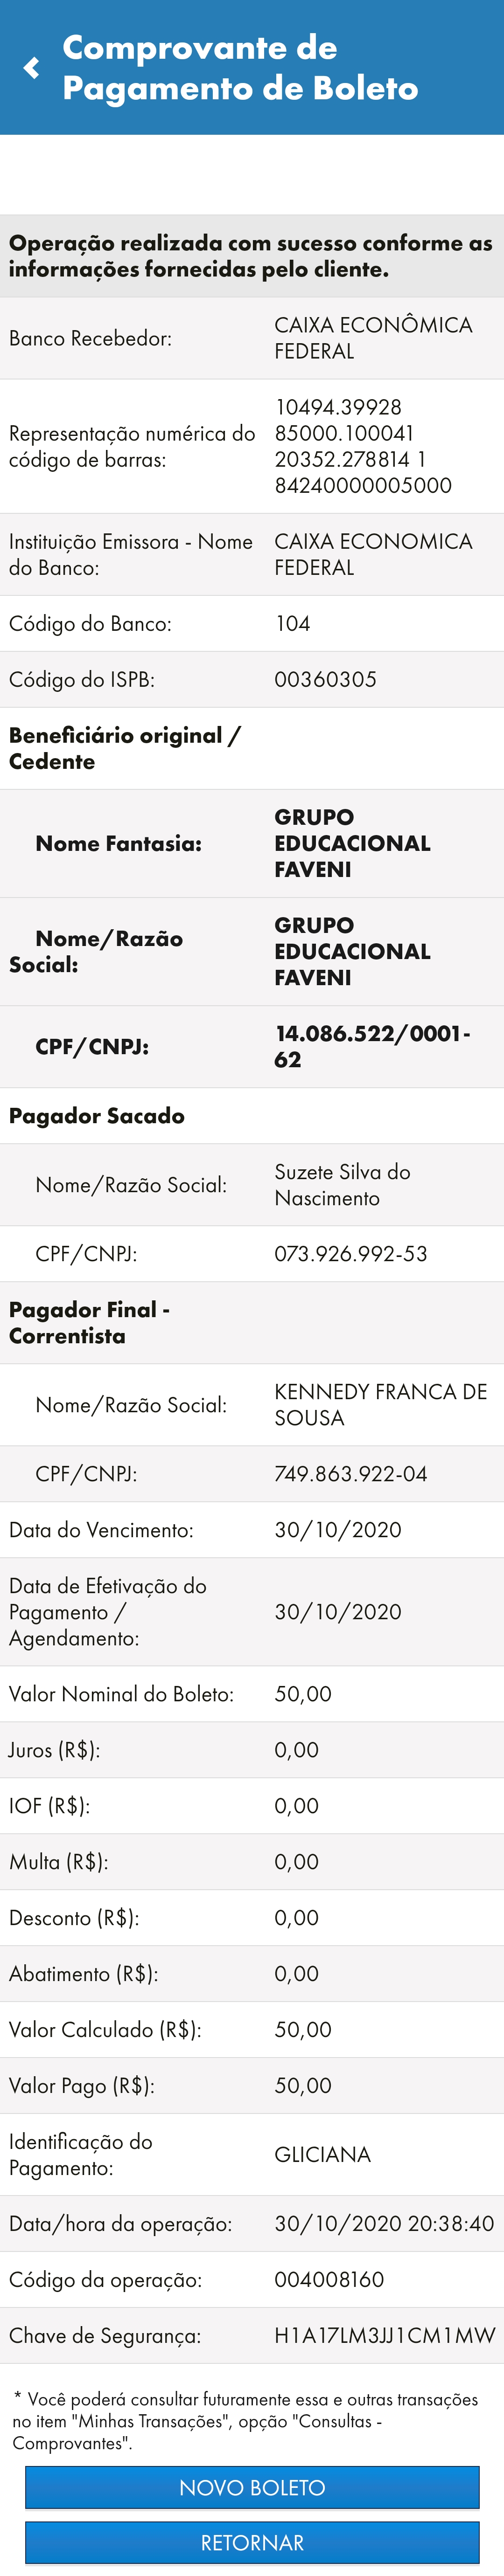 Comprovante de
Pagamento de Boleto
Operação realizada com sucesso conforme as
informações fornecidas pelo cliente.
Banco Recebedor:
CAIXA ECONÔMICA
FEDERAL
Representação numérica do
código de barras:
10494.39928
85000.100041
20352.278814 1
84240000005000
Instituição Emissora - Nome
do Banco:
CAIXA ECONOMICA
FEDERAL
Código do Banco:
104
Código do ISPB:
00360305
Beneficiário original /
Cedente
Nome Fantasia:
GRUPO
EDUCACIONAL
FAVENI
Nome/Razão
Social:
GRUPO
EDUCACIONAL
FAVENI
CPF/CNPJ:
14.086.522/0001-
62
Pagador Sacado
Nome/Razão Social:
Suzete Silva do
Nascimento
CPF/CNPJ:
073.926.992-53
Pagador Final -
Correntista
Nome/Razão Social:
KENNEDY FRANCA DE
SOUSA
CPF/CNPJ:
749.863.922-04
Data do Vencimento:
30/10/2020
Data de Efetivação do
Pagamento /
Agendamento:
30/10/2020
Valor Nominal do Boleto:
50,00
Juros (R$):
0,00
IOF (R$):
0,00
Multa (R$):
0,00
Desconto (R$):
0,00
Abatimento (R$):
0,00
Valor Calculado (R$):
50,00
Valor Pago (R$):
50,00
Identificação do
Pagamento:
GLICIANA
Data/hora da operação:
30/10/2020 20:38:40
Código da operação:
004008160
Chave de Segurança:
H1A17LM3JJ1CM1MW
* Você poderá consultar futuramente essa e outras transações
no item "Minhas Transações", opção "Consultas -
Comprovantes".
NOVO BOLETO
RETORNAR